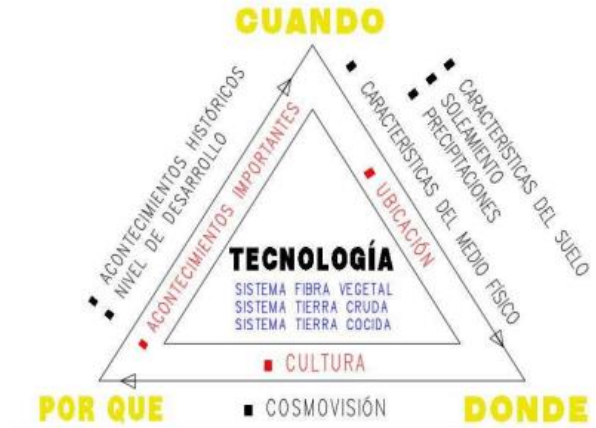 CUANDO
ACONTECIMIENTOS HISTÓRICOS
NIVEL DE DESARROLLO
ACONTECIMIENTOS IMPORTANTES
UBICACIÓN
CARACTERÍSTICAS DEL MEDIO FÍSICO
PRECIPITACIONES
SOLEAMIENTO
CARACTERÍSTICAS DEL SUELO
TECNOLOGÍA
SISTEMA FIBRA VEGETAL
SISTEMA TIERRA CRUDA
SISTEMA TIERRA COCIDA
CULTURA
POR QUE
COSMOVISIÓN
DONDE